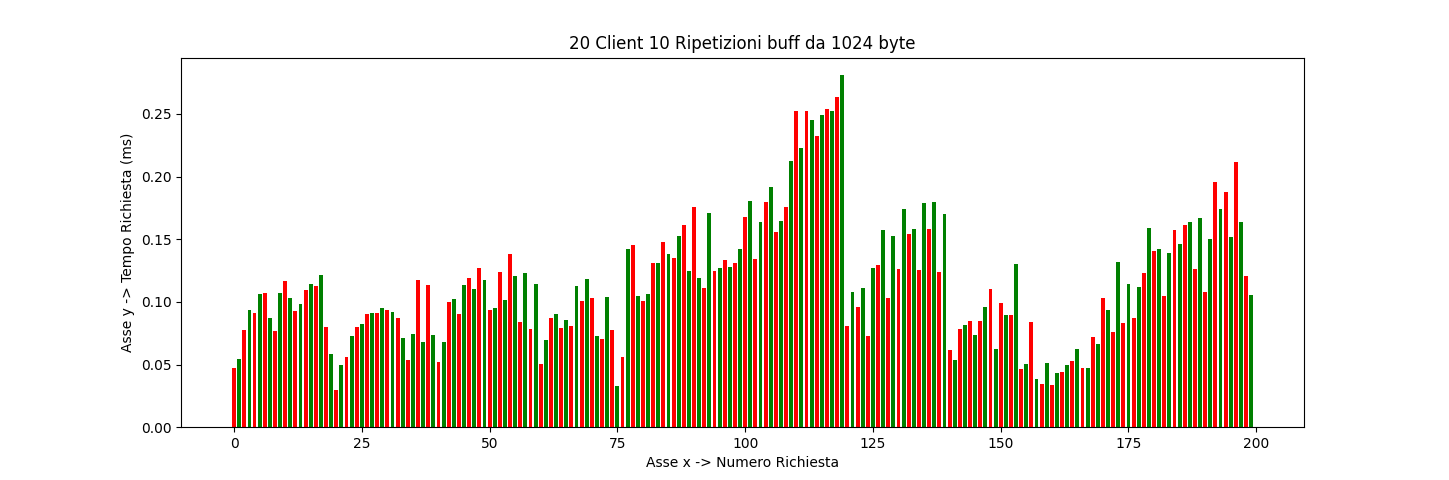 20 Client 10 Ripetizioni buff da 1024 byte
Asse y -> Tempo Richiesta (ms)
0.25
0.20
0.15
0.10
0.05
0.00
0 25 50 75 100 125 150 175 200
Asse x -> Numero Richiesta